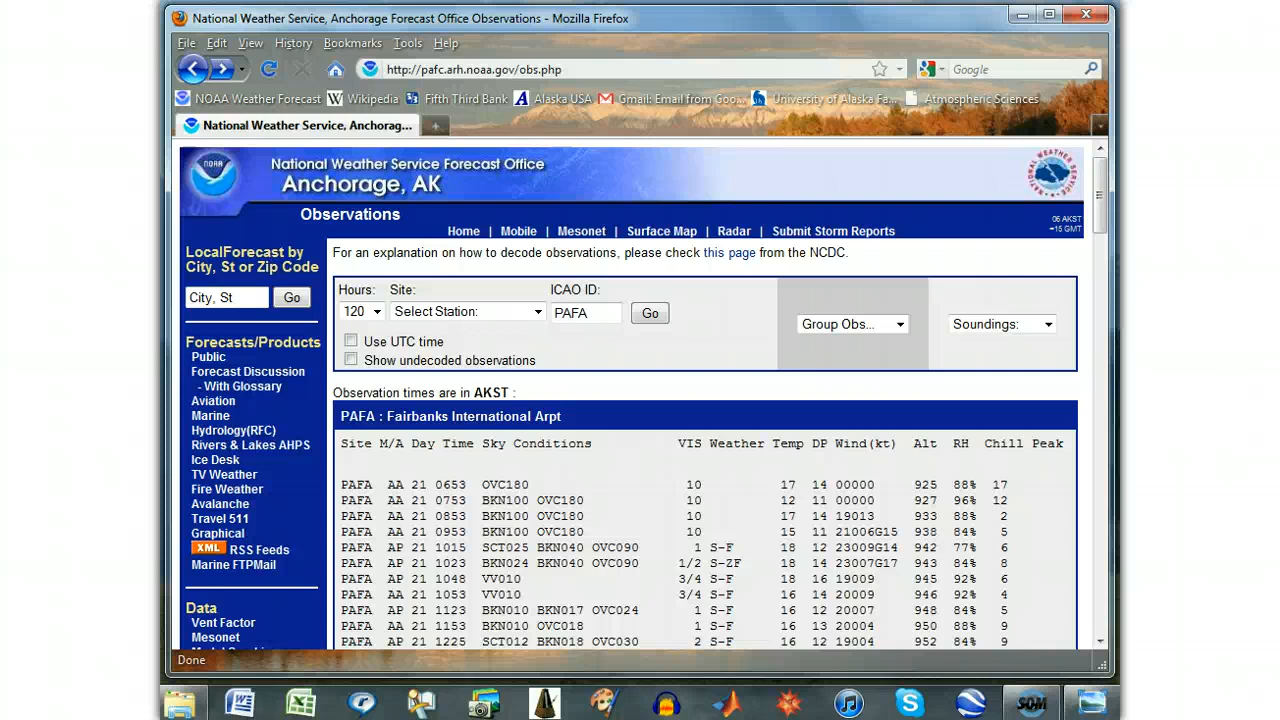 National Weather Service, Anchorage Forecast Office Observations - Mozilla Firefox
File Edit View History Bookmarks Tools Help
http://pafc.arh.noaa.gov/obs.php
Google
NOAA Weather Forecast W Wikipedia Fifth Third Bank A Alaska USA Gmail: Email from Goo... University of Alaska Fa... Atmospheric Sciences
National Weather Service, Anchorag...
NOAA
National Weather Service Forecast Office
Anchorage, AK
Observations
06 AKST
~15 GMT
Home | Mobile | Mesonet | Surface Map | Radar | Submit Storm Reports
LocalForecast by
City, St or Zip Code
City, St Go
Forecasts/Products
Public
Forecast Discussion
- With Glossary
Aviation
Marine
Hydrology(RFC)
Rivers & Lakes AHPS
Ice Desk
TV Weather
Fire Weather
Avalanche
Travel 511
Graphical
XML RSS Feeds
Marine FTPMail
Data
Vent Factor
Mesonet
For an explanation on how to decode observations, please check this page from the NCDC.
Hours: Site: ICAO ID:
120 Select Station: PAFA Go Group Obs... Soundings:
Use UTC time
Show undecoded observations
Observation times are in AKST :
PAFA : Fairbanks International Arpt
Site M/A Day Time Sky Conditions VIS Weather Temp DP Wind(kt) Alt RH Chill Peak
PAFA AA 21 0653 OVC180 10 17 14 00000 925 88% 17
PAFA AA 21 0753 BKN100 OVC180 10 12 11 00000 927 96% 12
PAFA AA 21 0853 BKN100 OVC180 10 17 14 19013 933 88% 2
PAFA AA 21 0953 BKN100 OVC180 10 15 11 21006G15 938 84% 5
PAFA AP 21 1015 SCT025 BKN040 OVC090 1 S-F 18 12 23009G14 942 77% 6
PAFA AP 21 1023 BKN024 BKN040 OVC090 1/2 S-ZF 18 14 23007G17 943 84% 8
PAFA AP 21 1048 VV010 3/4 S-F 18 16 19009 945 92% 6
PAFA AP 21 1053 VV010 3/4 S-F 16 14 20009 946 92% 4
PAFA AP 21 1123 BKN010 BKN017 OVC024 1 S-F 16 12 20007 948 84% 5
PAFA AP 21 1153 BKN010 OVC018 1 S-F 16 13 20004 950 88% 9
PAFA AP 21 1225 SCT012 BKN018 OVC030 2 S-F 16 12 19004 952 84% 9
Done